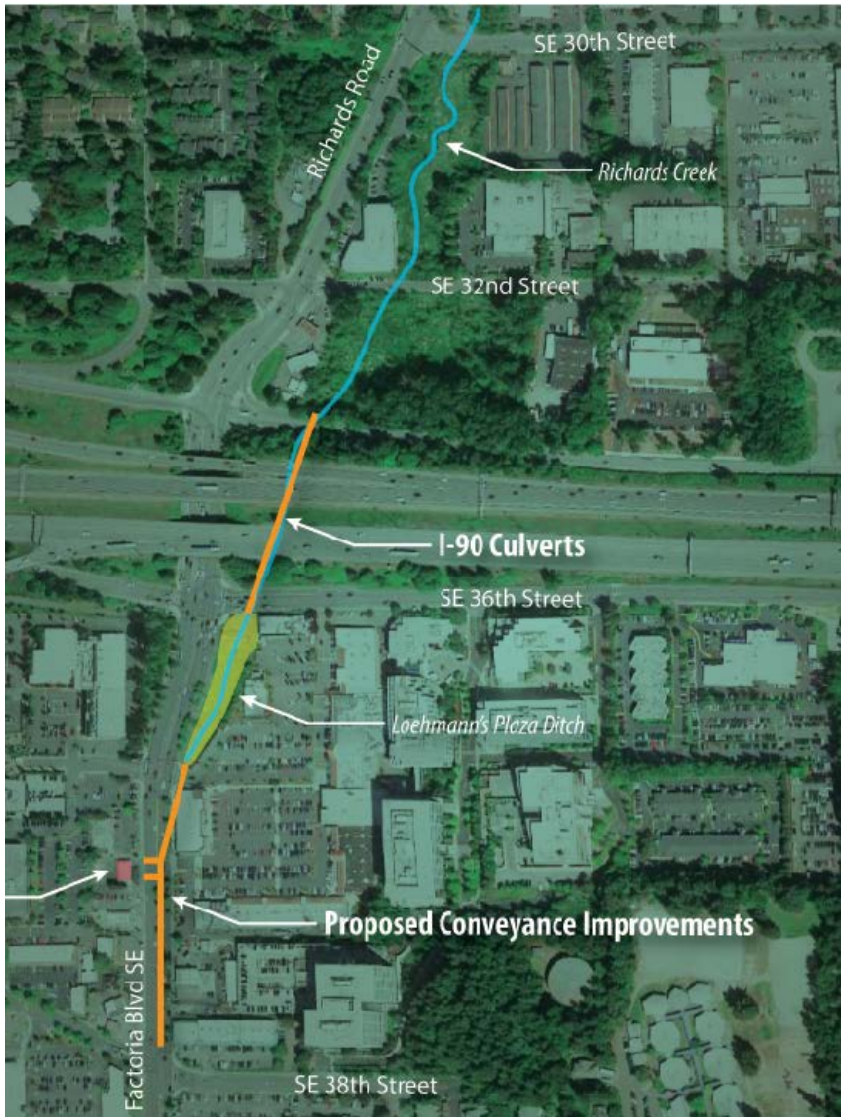 SE 30th Street
Richards Road
Richards Creek
SE 32nd Street
I-90 Culverts
SE 36th Street
Loehmann's Plaza Ditch
Proposed Conveyance Improvements
Factoria Blvd SE
SE 38th Street